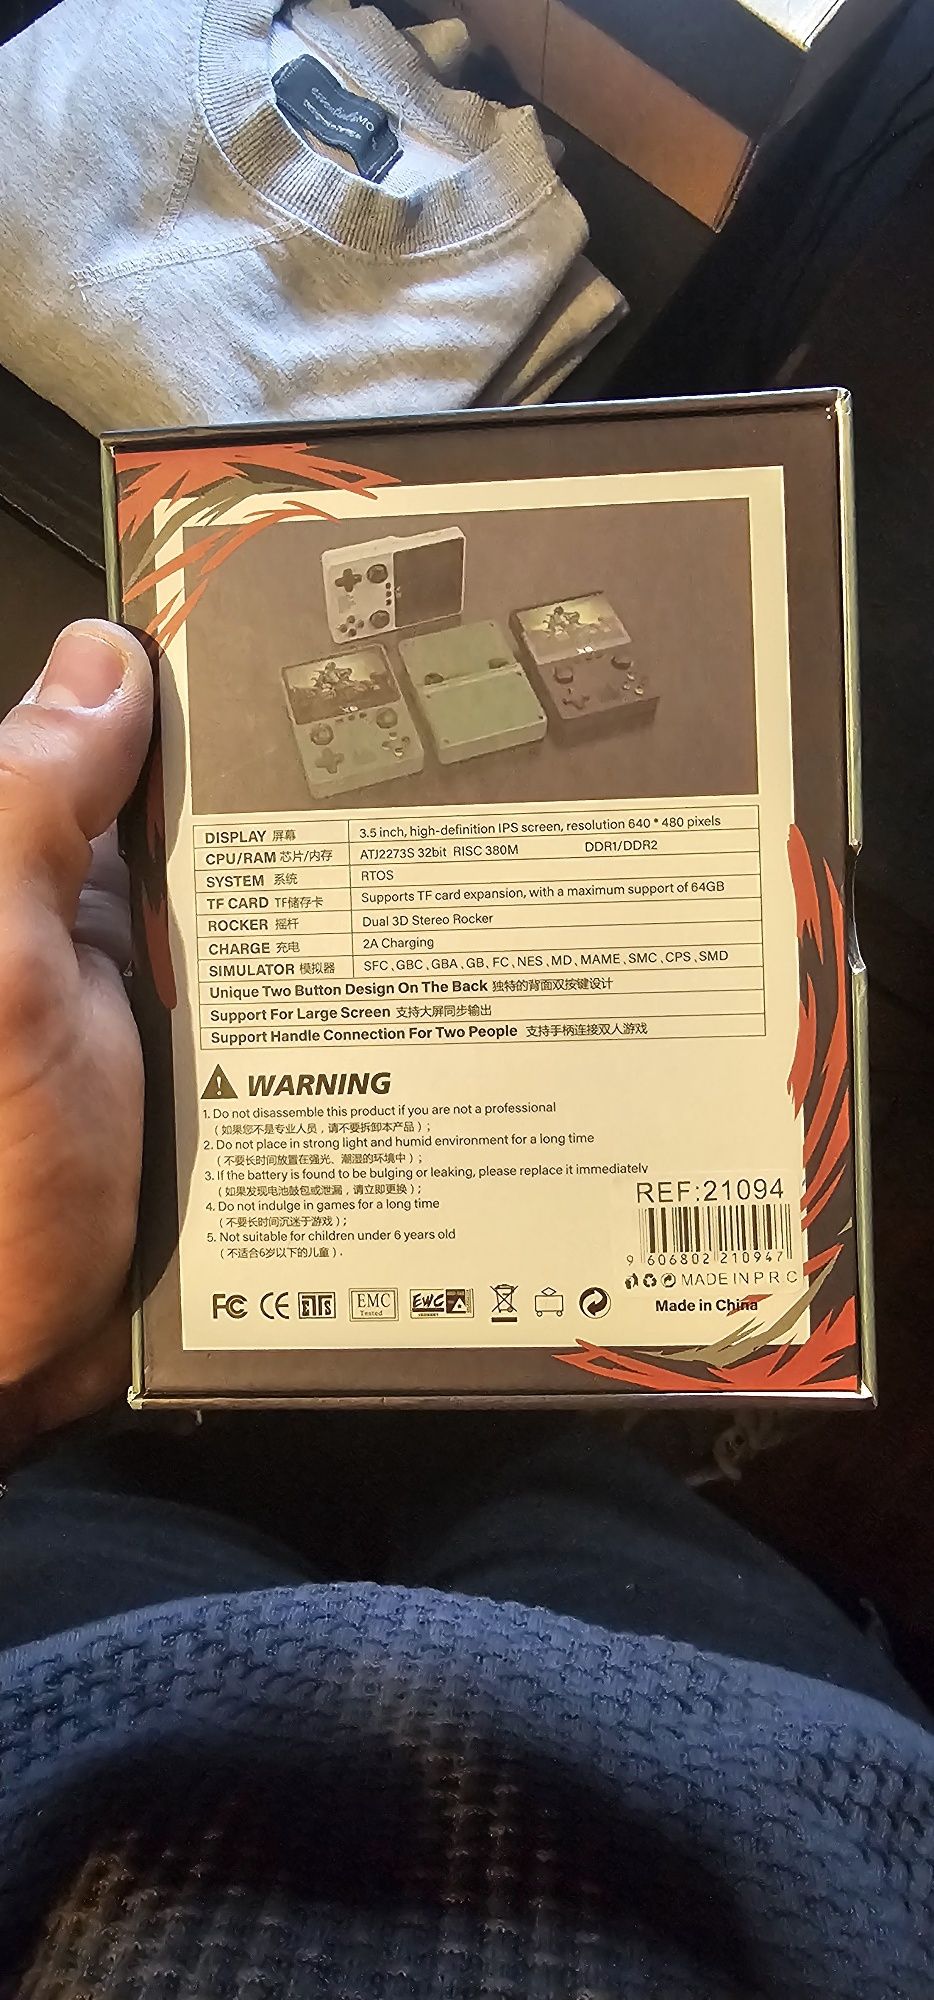 essentials
DISPLAY 屏幕 3.5 inch, high-definition IPS screen, resolution 640 * 480 pixels
CPU/RAM 芯片/内存 ATJ2273S 32bit RISC 380M DDR1/DDR2
SYSTEM 系统 RTOS
TF CARD TF储存卡 Supports TF card expansion, with a maximum support of 64GB
ROCKER 摇杆 Dual 3D Stereo Rocker
CHARGE 充电 2A Charging
SIMULATOR 模拟器 SFC、GBC、GBA、GB、FC、NES、MD、MAME、SMC、CPS、SMD
Unique Two Button Design On The Back 独特的背面双按键设计
Support For Large Screen 支持大屏同步输出
Support Handle Connection For Two People 支持手柄连接双人游戏
WARNING
1. Do not disassemble this product if you are not a professional
（如果您不是专业人员，请不要拆卸本产品）;
2. Do not place in strong light and humid environment for a long time
（不要长时间放置在强光、潮湿的环境中）;
3. If the battery is found to be bulging or leaking, please replace it immediately
（如果发现电池鼓包或泄漏，请立即更换）;
4. Do not indulge in games for a long time
（不要长时间沉迷于游戏）;
5. Not suitable for children under 6 years old
（不适合6岁以下的儿童）.
REF:21094
9 606802 210947
MADE IN P R C
FC CE ETS EMC Tested EWC
Made in China